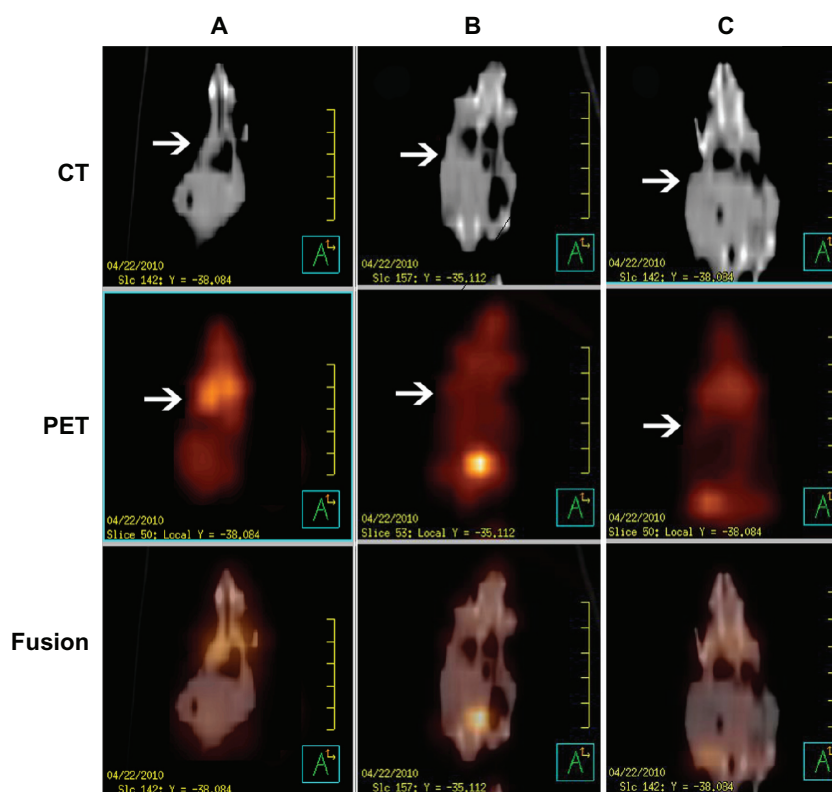 A B C
CT
04/22/2010 04/22/2010 04/22/2010
Slc 142: Y = -38.084 Slc 157: Y = -35.112 Slc 142: Y = -38.084
A A A
PET
04/22/2010 04/22/2010 04/22/2010
Slice 50: Local Y = -38.084 Slice 53: Local Y = -35.112 Slice 50: Local Y = -38.084
A A A
Fusion
04/22/2010 04/22/2010 04/22/2010
Slc 142: Y = -38.084 Slc 157: Y = -35.112 Slc 142: Y = -38.084
A A A